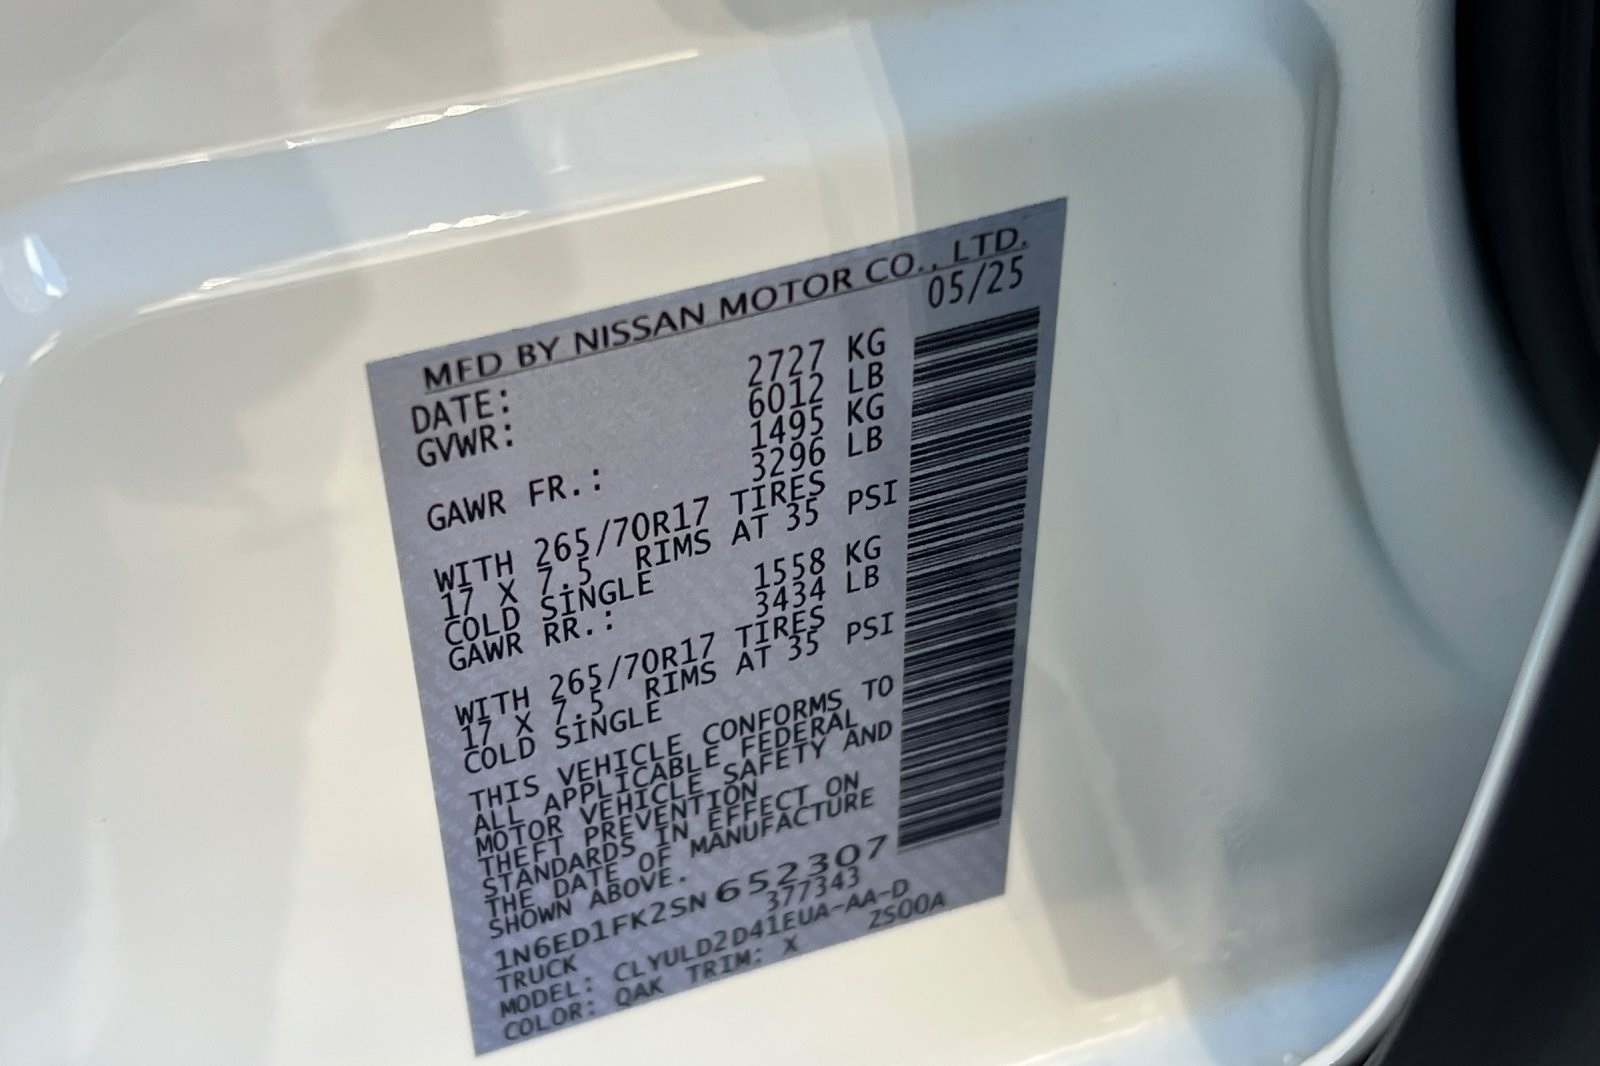 MFD BY NISSAN MOTOR CO., LTD.
DATE: 05/25
GVWR: 2727 KG
6012 LB
GAWR FR.: 1495 KG
3296 LB
WITH 265/70R17 TIRES
17 X 7.5 RIMS AT 35 PSI
COLD SINGLE
GAWR RR.: 1558 KG
3434 LB
WITH 265/70R17 TIRES
17 X 7.5 RIMS AT 35 PSI
COLD SINGLE
THIS VEHICLE CONFORMS TO
ALL APPLICABLE FEDERAL
MOTOR VEHICLE SAFETY AND
THEFT PREVENTION
STANDARDS IN EFFECT ON
THE DATE OF MANUFACTURE
SHOWN ABOVE.
1N6ED1FK2SN652307
TRUCK 377343
MODEL: CLYULD2D41EUA-AA-D
COLOR: QAK TRIM: X 2S00A